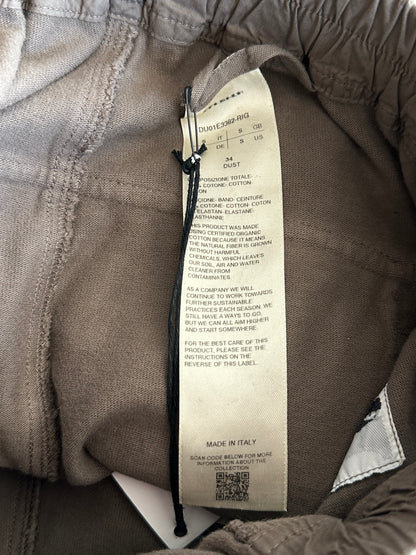 DU01E3382-RIG
IT S GB
DE S US
34
DUST
TOTALE-
COTONE-COTTON-
-BAND-CEINTURE
COTONE-COTTON-COTON
ELASTAN-ELASTANE-
THIS PRODUCT WAS MADE
USING CERTIFIED ORGANIC
COTTON BECAUSE IT MEANS
THE NATURAL FIBER IS GROWN
WITHOUT HARMFUL
CHEMICALS, WHICH LEAVES
OUR SOIL, AIR AND WATER
CLEANER FROM
CONTAMINATES.
AS A COMPANY WE WILL
CONTINUE TO WORK TOWARDS
FURTHER SUSTAINABLE
PRACTICES EACH SEASON. WE
STILL HAVE A WAYS TO GO,
BUT WE CAN ALL AIM HIGHER
AND START SOMEWHERE.
FOR THE BEST CARE OF THIS
PRODUCT, PLEASE SEE THE
INSTRUCTIONS ON THE
REVERSE OF THIS LABEL.
MADE IN ITALY
SCAN CODE BELOW FOR MORE
INFORMATION ABOUT THE
COLLECTION